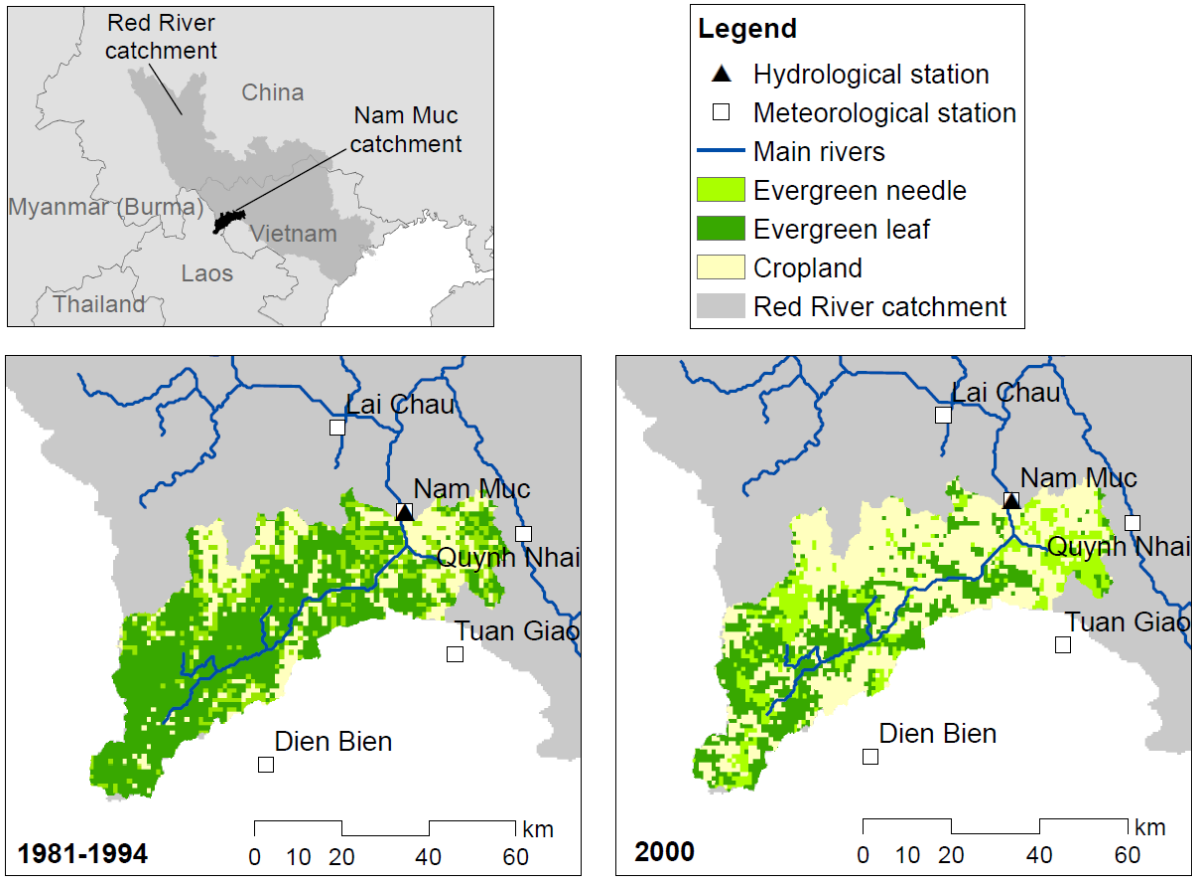 Red River
catchment
China
Nam Muc
catchment
Myanmar (Burma)
Vietnam
Laos
Thailand
Legend
Hydrological station
Meteorological station
Main rivers
Evergreen needle
Evergreen leaf
Cropland
Red River catchment
Lai Chau
Nam Muc
Quynh Nhai
Tuan Giao
Dien Bien
km
0 10 20 40 60
1981-1994
Lai Chau
Nam Muc
Quynh Nhai
Tuan Giao
Dien Bien
km
0 10 20 40 60
2000